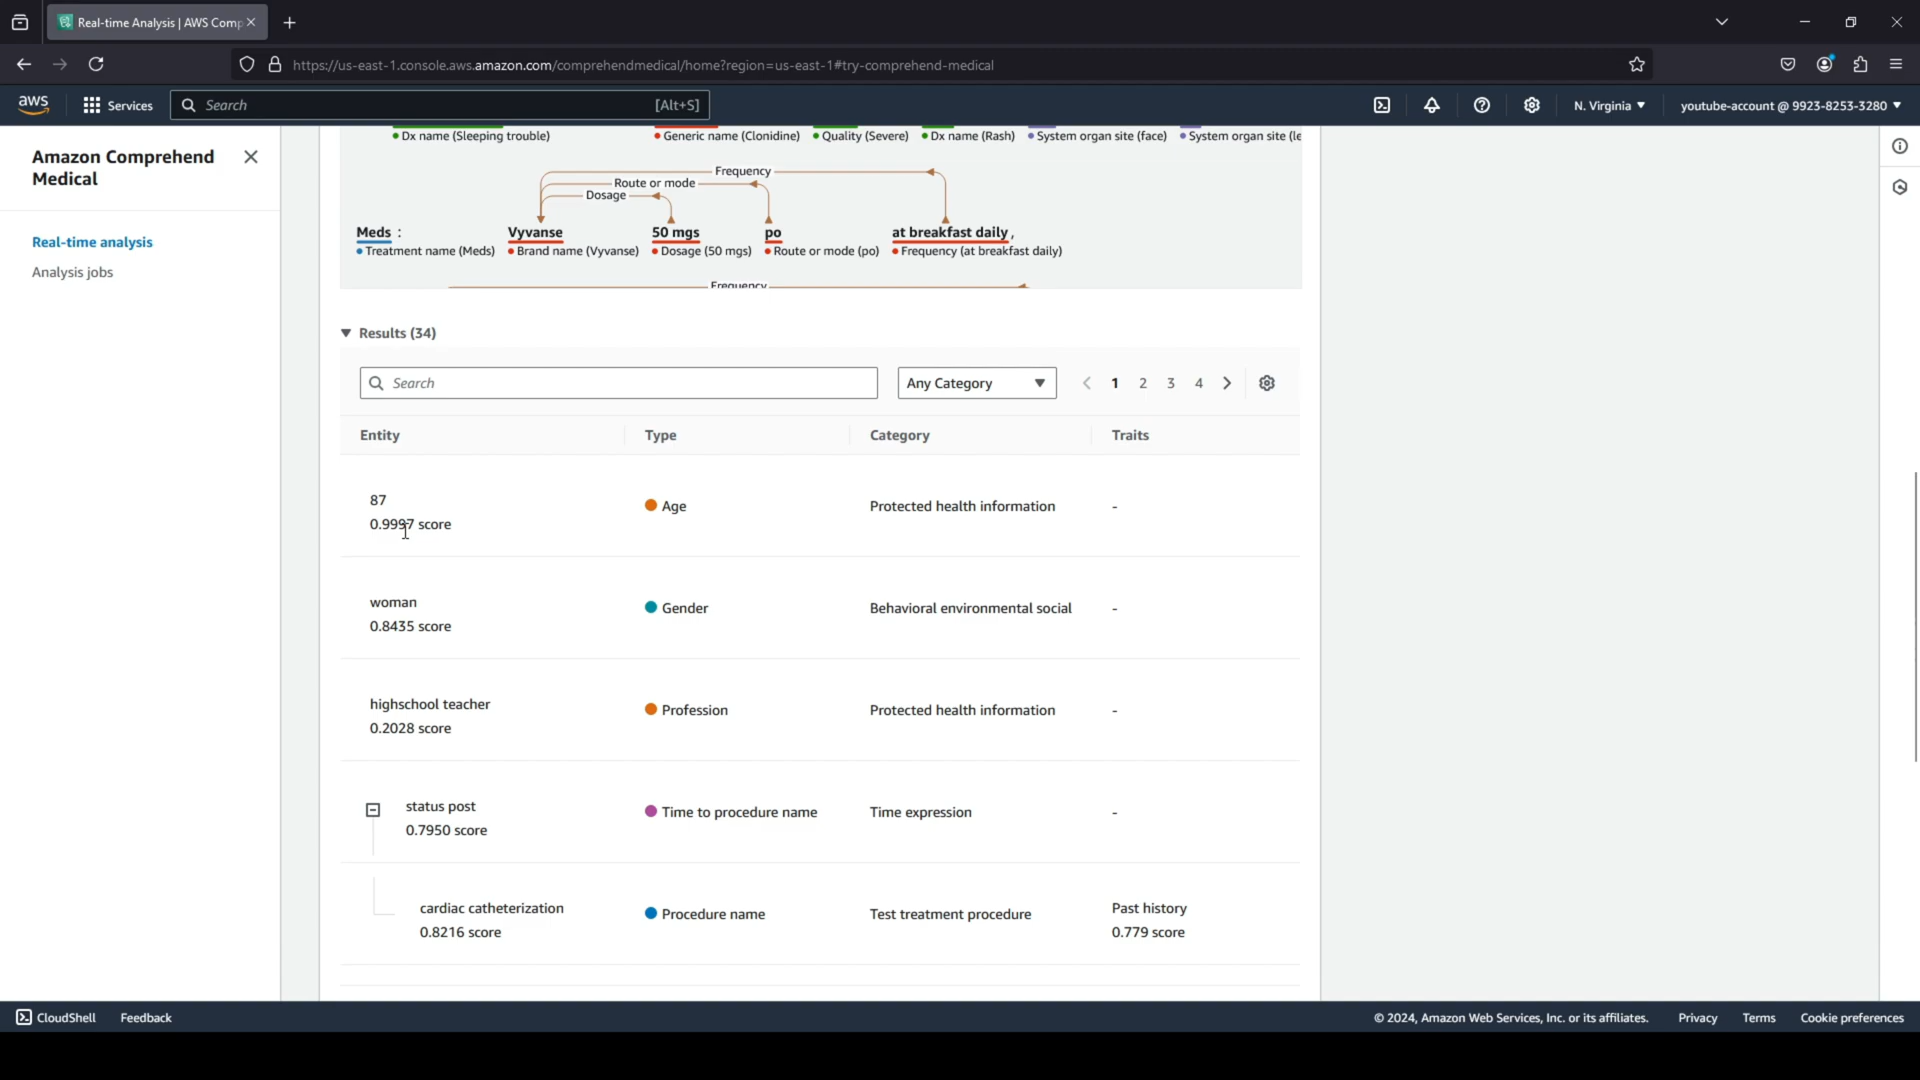 Real-time Analysis | AWS Comp
https://us-east-1.console.aws.amazon.com/comprehendmedical/home?region=us-east-1#try-comprehend-medical
aws
Services
Search
[Alt+S]
N. Virginia
youtube-account @ 9923-8253-3280
Amazon Comprehend
Medical
Real-time analysis
Analysis jobs
Dx name (Sleeping trouble)
Generic name (Clonidine)
Quality (Severe)
Dx name (Rash)
System organ site (face)
System organ site (le
Frequency
Route or mode
Dosage
Meds : Vyvanse 50 mgs po at breakfast daily ,
Treatment name (Meds)
Brand name (Vyvanse)
Dosage (50 mgs)
Route or mode (po)
Frequency (at breakfast daily)
Frequency
Results (34)
Search
Any Category
1 2 3 4
Entity Type Category Traits
87
0.9997 score
Age
Protected health information
-
woman
0.8435 score
Gender
Behavioral environmental social
-
highschool teacher
0.2028 score
Profession
Protected health information
-
status post
0.7950 score
Time to procedure name
Time expression
-
cardiac catheterization
0.8216 score
Procedure name
Test treatment procedure
Past history
0.779 score
CloudShell
Feedback
© 2024, Amazon Web Services, Inc. or its affiliates.
Privacy
Terms
Cookie preferences